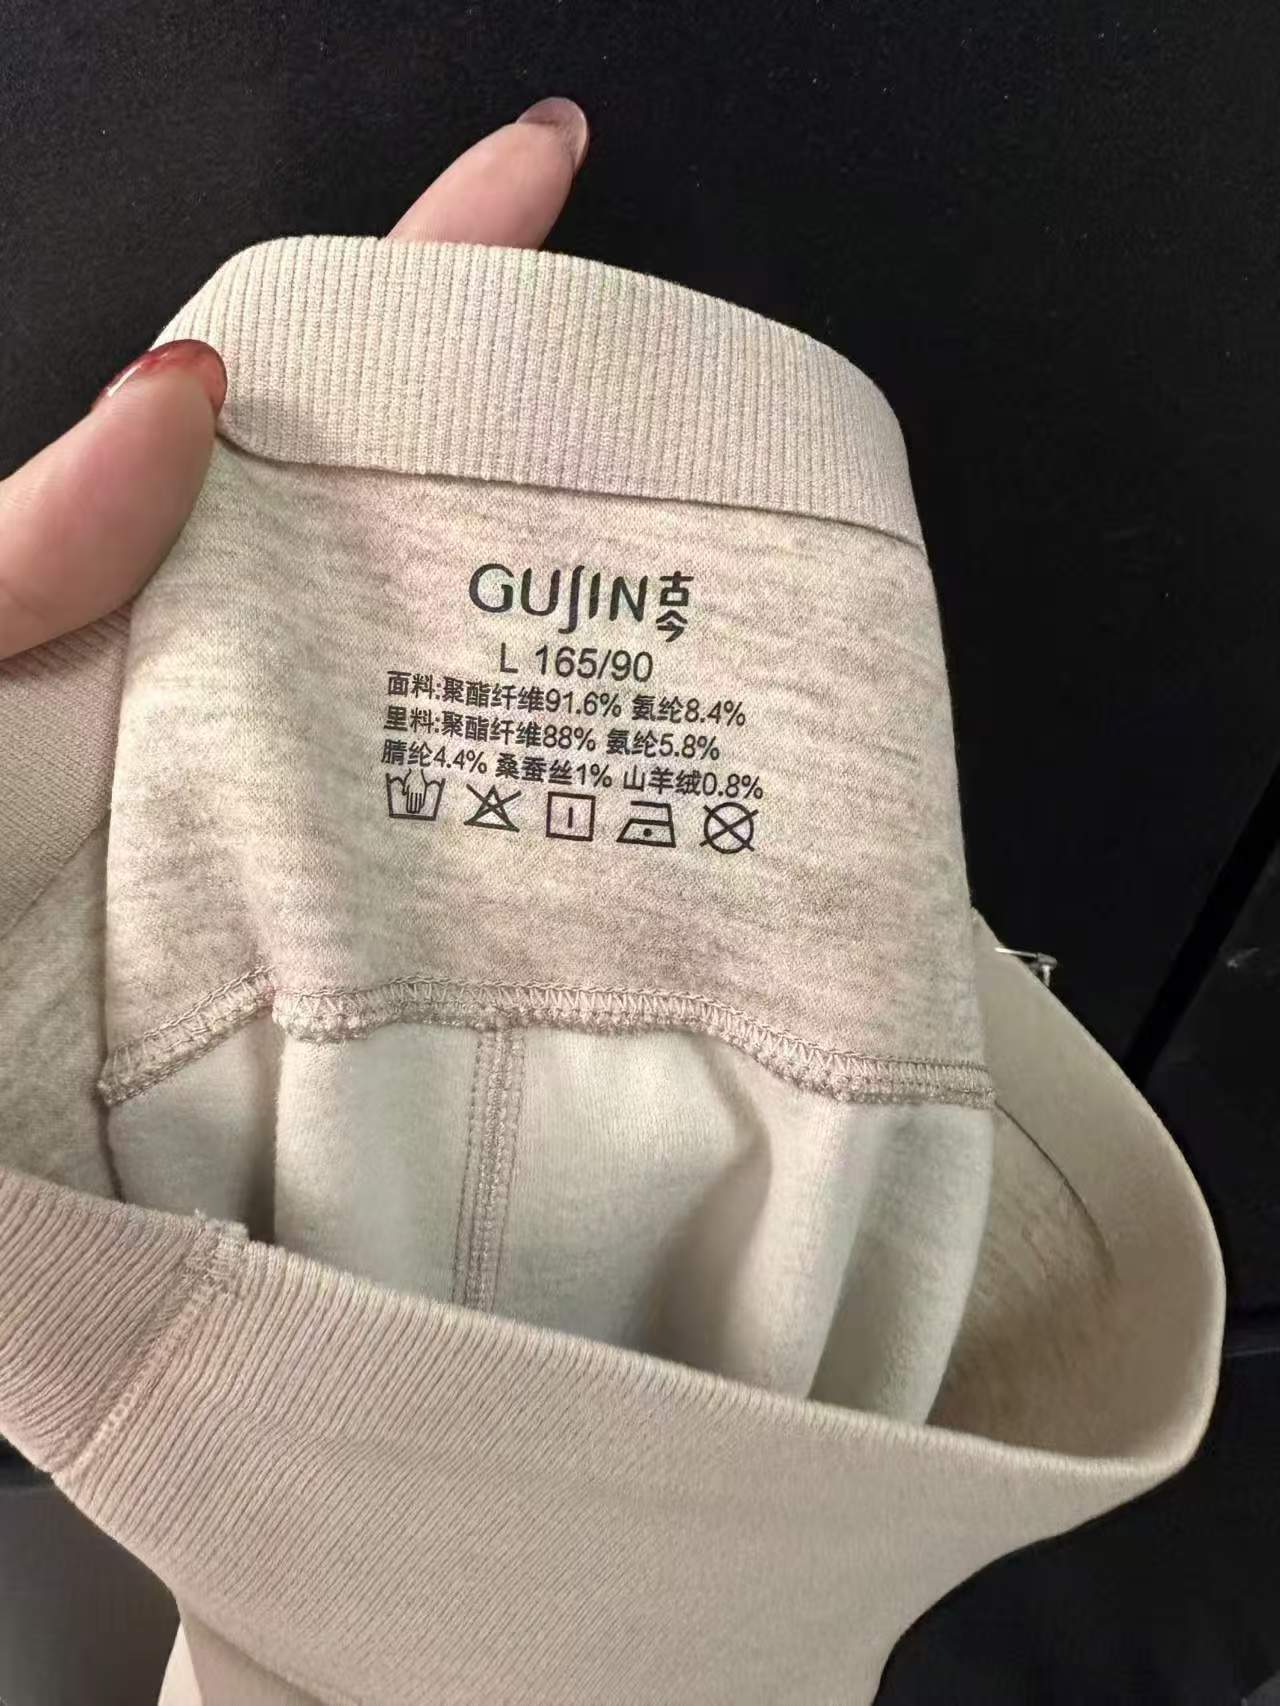 GUJIN古今
L 165/90
面料:聚酯纤维91.6% 氨纶8.4%
里料:聚酯纤维88% 氨纶5.8%
腈纶4.4% 桑蚕丝1% 山羊绒0.8%